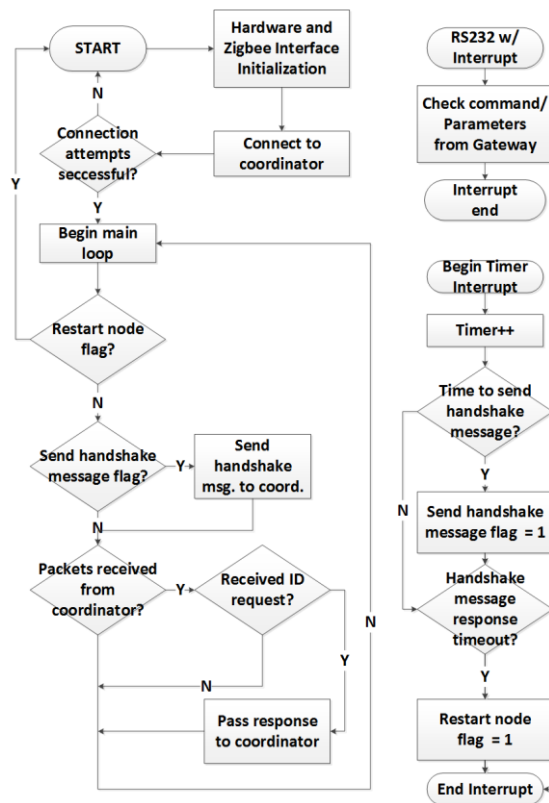 START
Hardware and
Zigbee Interface
Initialization
N
Connection
attempts
seccessful?
Connect to
coordinator
Y
Y
Begin main
loop
Restart node
flag?
N
Send handshake
message flag?
Y
Send
handshake
msg. to coord.
N
Packets received
from
coordinator?
Y
Received ID
request?
N
Y
N
Pass response
to coordinator
RS232 w/
Interrupt
Check command/
Parameters
from Gateway
Interrupt
end
Begin Timer
Interrupt
Timer++
Time to send
handshake
message?
Y
N
Send handshake
message flag = 1
Handshake
message
response
timeout?
Y
Restart node
flag = 1
End Interrupt